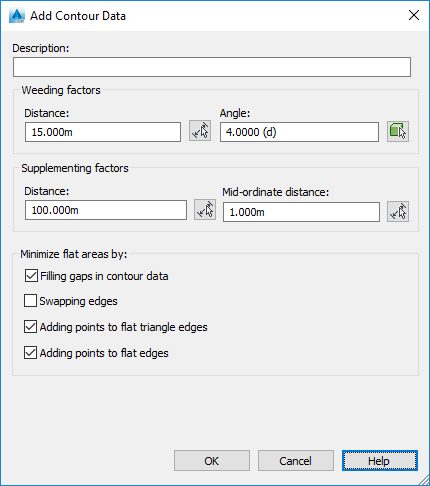 Add Contour Data
Description:
Weeding factors
Distance:
Angle:
15.000m
4.0000 (d)
Supplementing factors
Distance:
Mid-ordinate distance:
100.000m
1.000m
Minimize flat areas by:
Filling gaps in contour data
Swapping edges
Adding points to flat triangle edges
Adding points to flat edges
OK
Cancel
Help